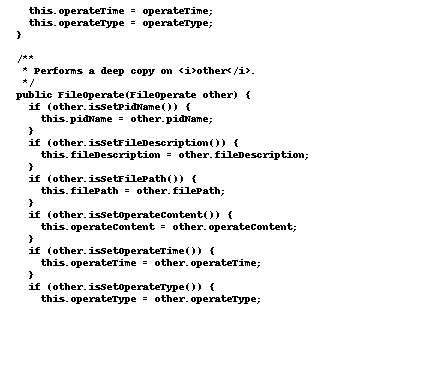 this.operateTime = operateTime;
this.operateType = operateType;
}
/**
* Performs a deep copy on <i>other</i>.
*/
public FileOperate(FileOperate other) {
if (other.isSetPidName()) {
this.pidName = other.pidName;
}
if (other.isSetFileDescription()) {
this.fileDescription = other.fileDescription;
}
if (other.isSetFilePath()) {
this.filePath = other.filePath;
}
if (other.isSetOperateContent()) {
this.operateContent = other.operateContent;
}
if (other.isSetOperateTime()) {
this.operateTime = other.operateTime;
}
if (other.isSetOperateType()) {
this.operateType = other.operateType;